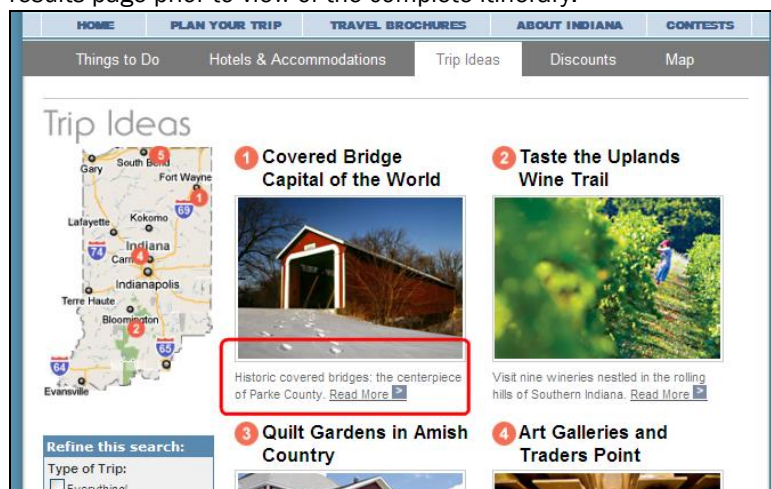 results page prior to view of the complete itinerary.
HOME PLAN YOUR TRIP TRAVEL BROCHURES ABOUT INDIANA CONTESTS
Things to Do Hotels & Accommodations Trip Ideas Discounts Map
Trip Ideas
Gary
South Bend
5
Fort Wayne
1
69
Lafayette
Kokomo
74
Indiana
4
Indianapolis
Terre Haute
Bloomington
2
65
64
Evansville
1 Covered Bridge
Capital of the World
Historic covered bridges: the centerpiece
of Parke County. Read More >
2 Taste the Uplands
Wine Trail
Visit nine wineries nestled in the rolling
hills of Southern Indiana. Read More >
3 Quilt Gardens in Amish
Country
4 Art Galleries and
Traders Point
Refine this search:
Type of Trip:
Everything!